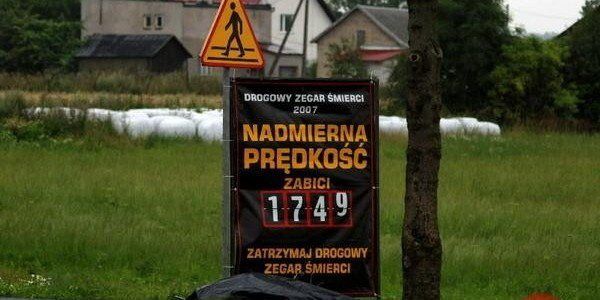 DROGOWY ZEGAR ŚMIERCI
2007
NADMIERNA
PRĘDKOŚĆ
ZABICI
1749
ZATRZYMAJ DROGOWY
ZEGAR ŚMIERCI